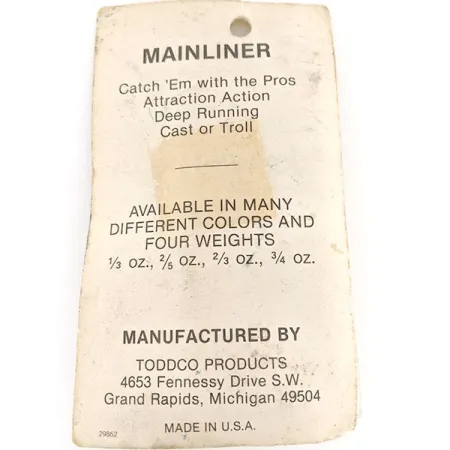 MAINLINER
Catch 'Em with the Pros
Attraction Action
Deep Running
Cast or Troll
AVAILABLE IN MANY
DIFFERENT COLORS AND
FOUR WEIGHTS
⅓ oz., ⅖ oz., ⅔ oz., ¾ oz.
MANUFACTURED BY
TODDCO PRODUCTS
4653 Fennessy Drive S.W.
Grand Rapids, Michigan 49504
29862
MADE IN U.S.A.